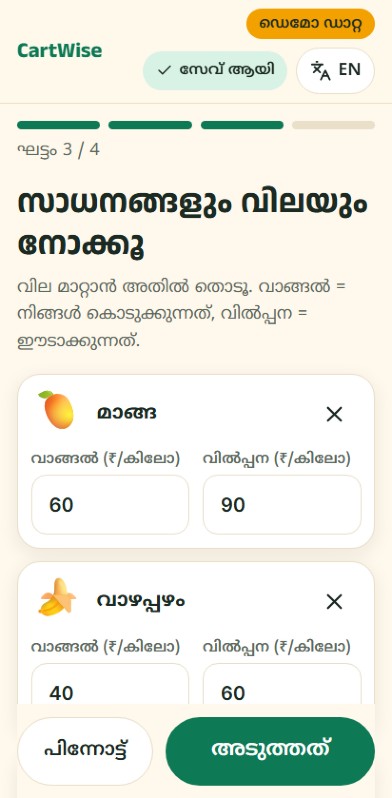 ഡെമോ ഡാറ്റ
CartWise
സേവ് ആയി
EN
ഘട്ടം 3 / 4
സാധനങ്ങളും വിലയും
നോക്കൂ
വില മാറ്റാൻ അതിൽ തൊടൂ. വാങ്ങൽ =
നിങ്ങൾ കൊടുക്കുന്നത്, വിൽപ്പന =
ഈടാക്കുന്നത്.
മാങ്ങ
വാങ്ങൽ (₹/കിലോ) വിൽപ്പന (₹/കിലോ)
60 90
വാഴപ്പഴം
വാങ്ങൽ (₹/കിലോ) വിൽപ്പന (₹/കിലോ)
40 60
പിന്നോട്ട് അടുത്തത്